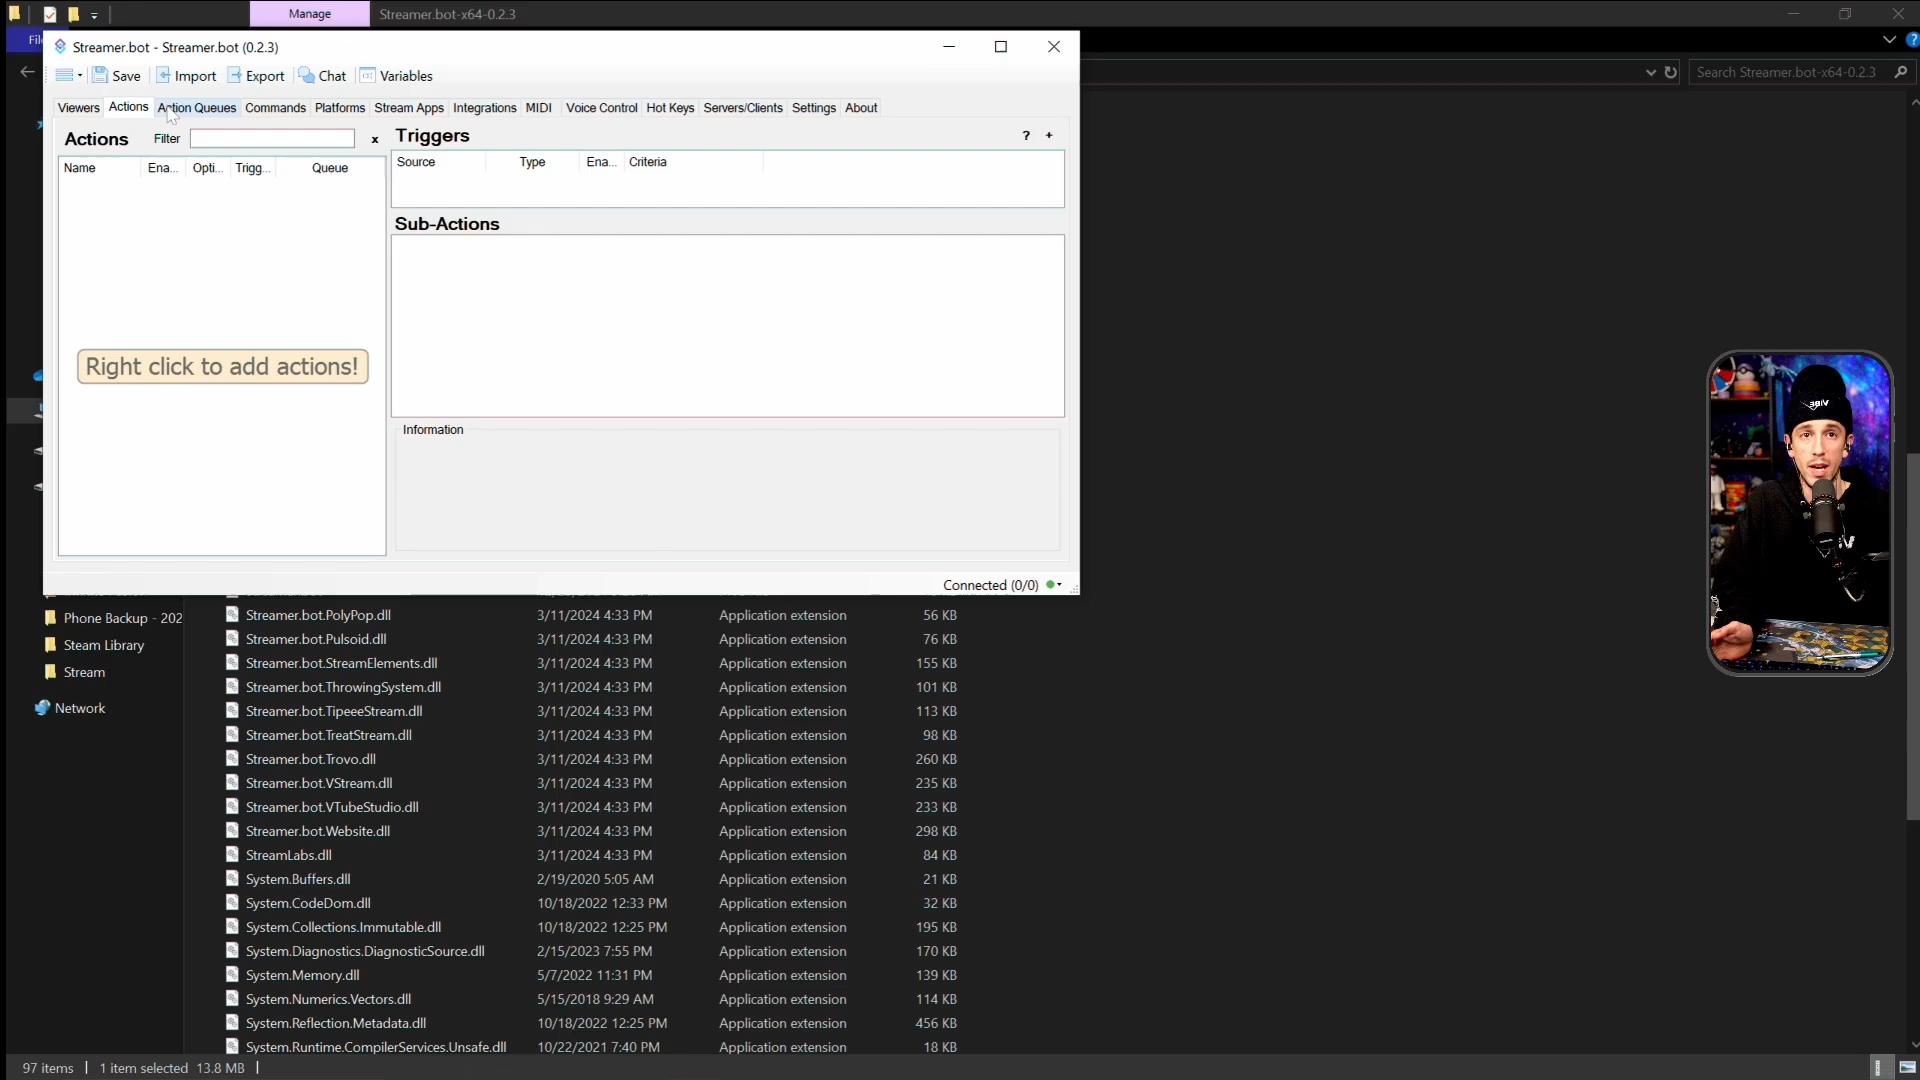 Manage
Streamer.bot-x64-0.2.3
Streamer.bot - Streamer.bot (0.2.3)
Save
Import
Export
Chat
Variables
Search Streamer.bot-x64-0.2.3
Viewers
Actions
Action Queues
Commands
Platforms
Stream Apps
Integrations
MIDI
Voice Control
Hot Keys
Servers/Clients
Settings
About
Actions
Filter
x
Triggers
? +
Name
Ena...
Opti...
Trigg...
Queue
Source
Type
Ena...
Criteria
Sub-Actions
Right click to add actions!
Information
Connected (0/0)
Phone Backup - 202
Steam Library
Stream
Network
Streamer.bot.PolyPop.dll 3/11/2024 4:33 PM Application extension 56 KB
Streamer.bot.Pulsoid.dll 3/11/2024 4:33 PM Application extension 76 KB
Streamer.bot.StreamElements.dll 3/11/2024 4:33 PM Application extension 155 KB
Streamer.bot.ThrowingSystem.dll 3/11/2024 4:33 PM Application extension 101 KB
Streamer.bot.TipeeeStream.dll 3/11/2024 4:33 PM Application extension 113 KB
Streamer.bot.TreatStream.dll 3/11/2024 4:33 PM Application extension 98 KB
Streamer.bot.Trovo.dll 3/11/2024 4:33 PM Application extension 260 KB
Streamer.bot.VStream.dll 3/11/2024 4:33 PM Application extension 235 KB
Streamer.bot.VTubeStudio.dll 3/11/2024 4:33 PM Application extension 233 KB
Streamer.bot.Website.dll 3/11/2024 4:33 PM Application extension 298 KB
StreamLabs.dll 3/11/2024 4:33 PM Application extension 84 KB
System.Buffers.dll 2/19/2020 5:05 AM Application extension 21 KB
System.CodeDom.dll 10/18/2022 12:33 PM Application extension 32 KB
System.Collections.Immutable.dll 10/18/2022 12:25 PM Application extension 195 KB
System.Diagnostics.DiagnosticSource.dll 2/15/2023 7:55 PM Application extension 170 KB
System.Memory.dll 5/7/2022 11:31 PM Application extension 139 KB
System.Numerics.Vectors.dll 5/15/2018 9:29 AM Application extension 114 KB
System.Reflection.Metadata.dll 10/18/2022 12:25 PM Application extension 456 KB
System.Runtime.CompilerServices.Unsafe.dll 10/22/2021 7:40 PM Application extension 18 KB
97 items
1 item selected 13.8 MB